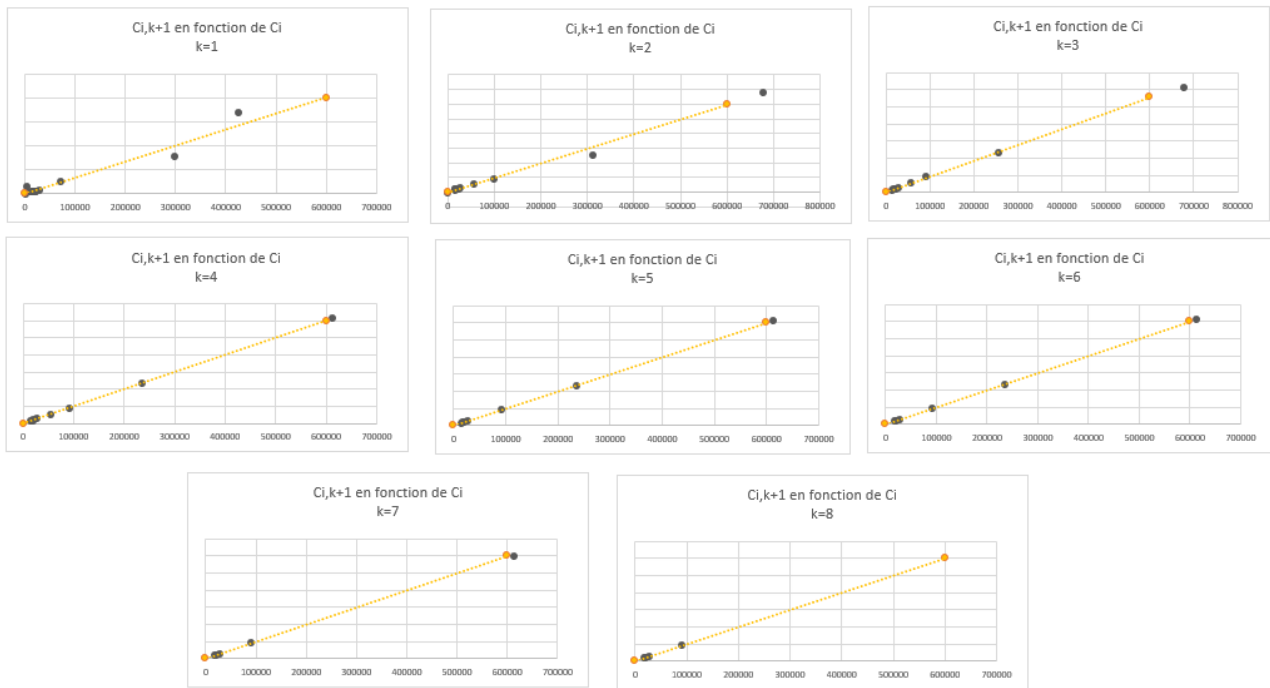 Ci,k+1 en fonction de Ci
k=1
0 100000 200000 300000 400000 500000 600000 700000
Ci,k+1 en fonction de Ci
k=2
0 100000 200000 300000 400000 500000 600000 700000 800000
Ci,k+1 en fonction de Ci
k=3
0 100000 200000 300000 400000 500000 600000 700000 800000
Ci,k+1 en fonction de Ci
k=4
0 100000 200000 300000 400000 500000 600000 700000
Ci,k+1 en fonction de Ci
k=5
0 100000 200000 300000 400000 500000 600000 700000
Ci,k+1 en fonction de Ci
k=6
0 100000 200000 300000 400000 500000 600000 700000
Ci,k+1 en fonction de Ci
k=7
0 100000 200000 300000 400000 500000 600000 700000
Ci,k+1 en fonction de Ci
k=8
0 100000 200000 300000 400000 500000 600000 700000